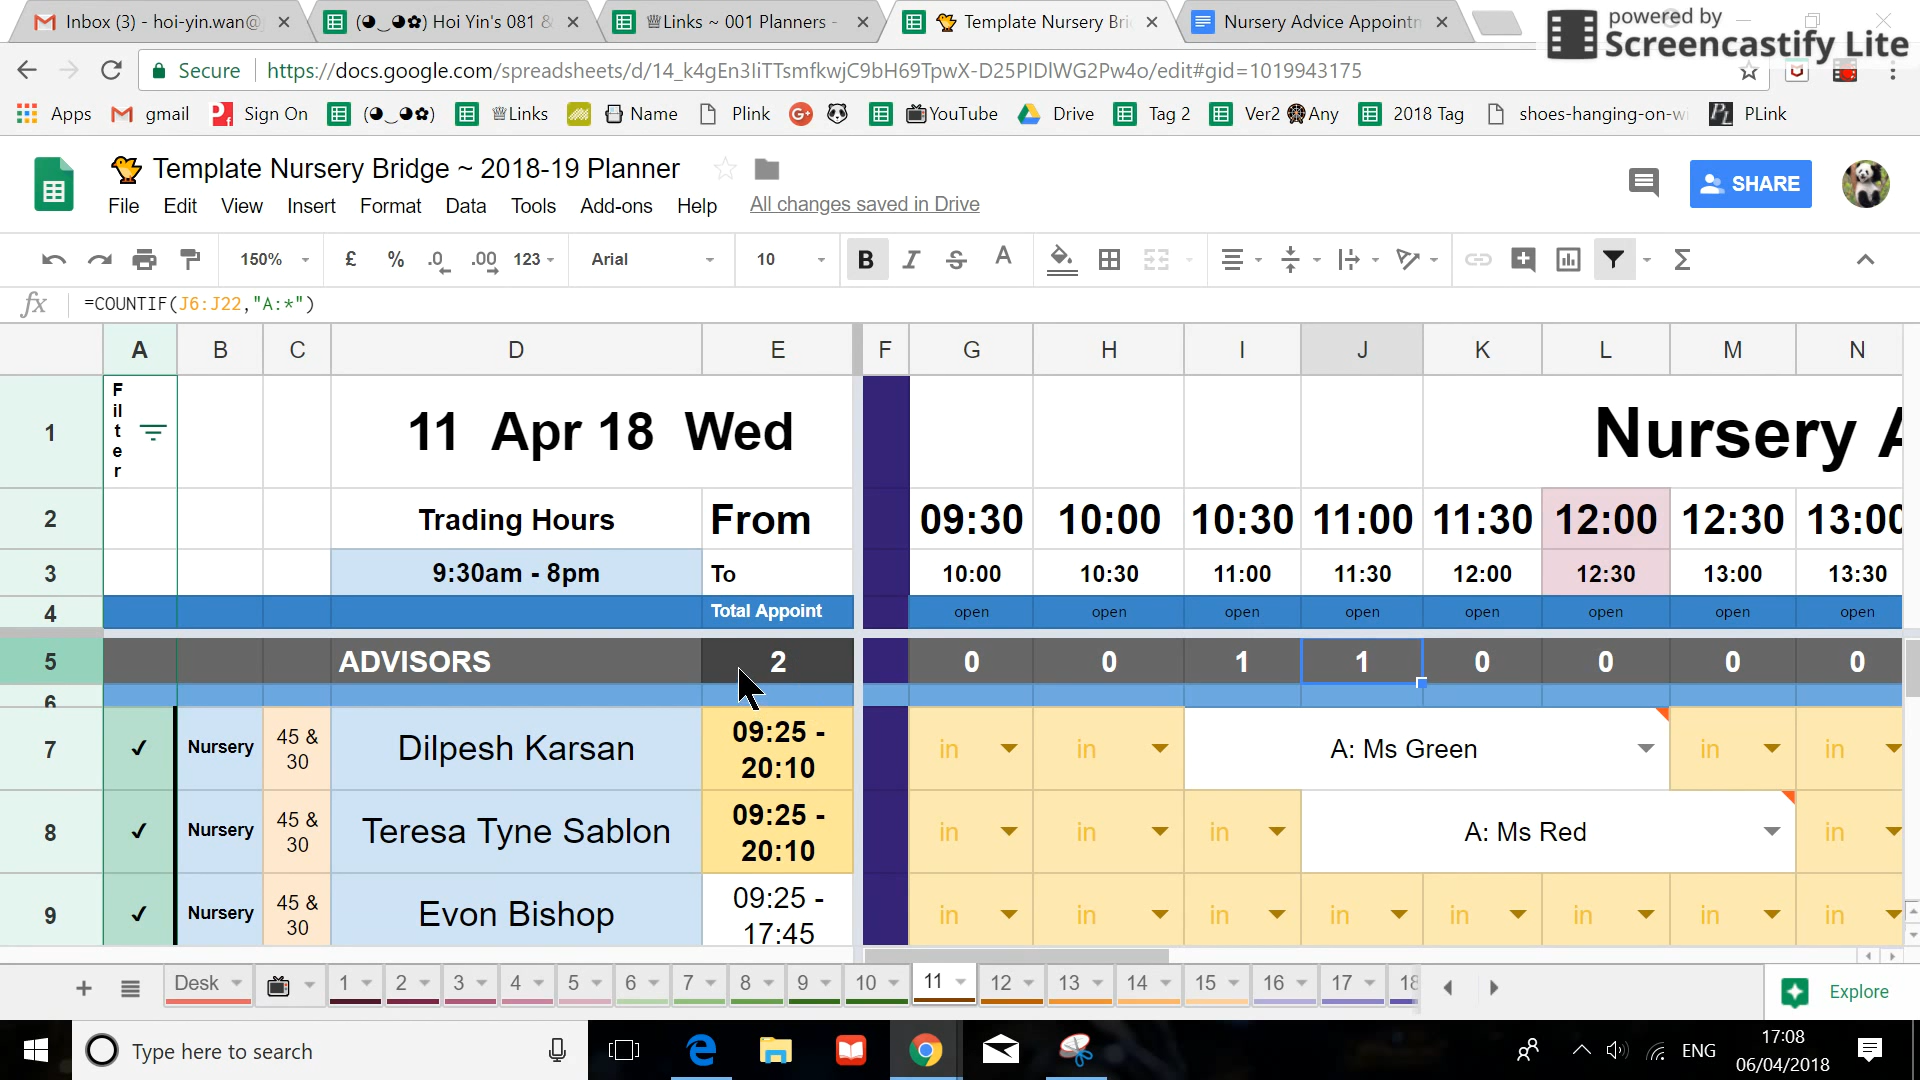 Inbox (3) - hoi-yin.wan@
(◕‿◕✿) Hoi Yin's 081 &
♕Links ~ 001 Planners -
Template Nursery Bri
Nursery Advice Appoint
powered by
Screencastify Lite
Secure
https://docs.google.com/spreadsheets/d/14_k4gEn3IiTTsmfkwjC9bH69TpwX-D25PIDlWG2Pw4o/edit#gid=1019943175
Apps gmail Sign On (◕‿◕✿) ♕Links Name Plink YouTube Drive Tag 2 Ver2 Any 2018 Tag shoes-hanging-on-wi PLink
Template Nursery Bridge ~ 2018-19 Planner
SHARE
File Edit View Insert Format Data Tools Add-ons Help All changes saved in Drive
150% £ % .0 .00 123 Arial 10 B I S A Σ
fx =COUNTIF(J6:J22,"A:*")
A B C D E F G H I J K L M N
1 Filter 11 Apr 18 Wed Nursery A
2 Trading Hours From 09:30 10:00 10:30 11:00 11:30 12:00 12:30 13:00
3 9:30am - 8pm To 10:00 10:30 11:00 11:30 12:00 12:30 13:00 13:30
4 Total Appoint open open open open open open open open
5 ADVISORS 2 0 0 1 1 0 0 0 0
6
7 ✓ Nursery 45 & 30 Dilpesh Karsan 09:25 - 20:10 in in A: Ms Green in in
8 ✓ Nursery 45 & 30 Teresa Tyne Sablon 09:25 - 20:10 in in in A: Ms Red in
9 ✓ Nursery 45 & 30 Evon Bishop 09:25 - 17:45 in in in in in in in in
Desk 1 2 3 4 5 6 7 8 9 10 11 12 13 14 15 16 17 18
Explore
Type here to search
ENG
17:08
06/04/2018